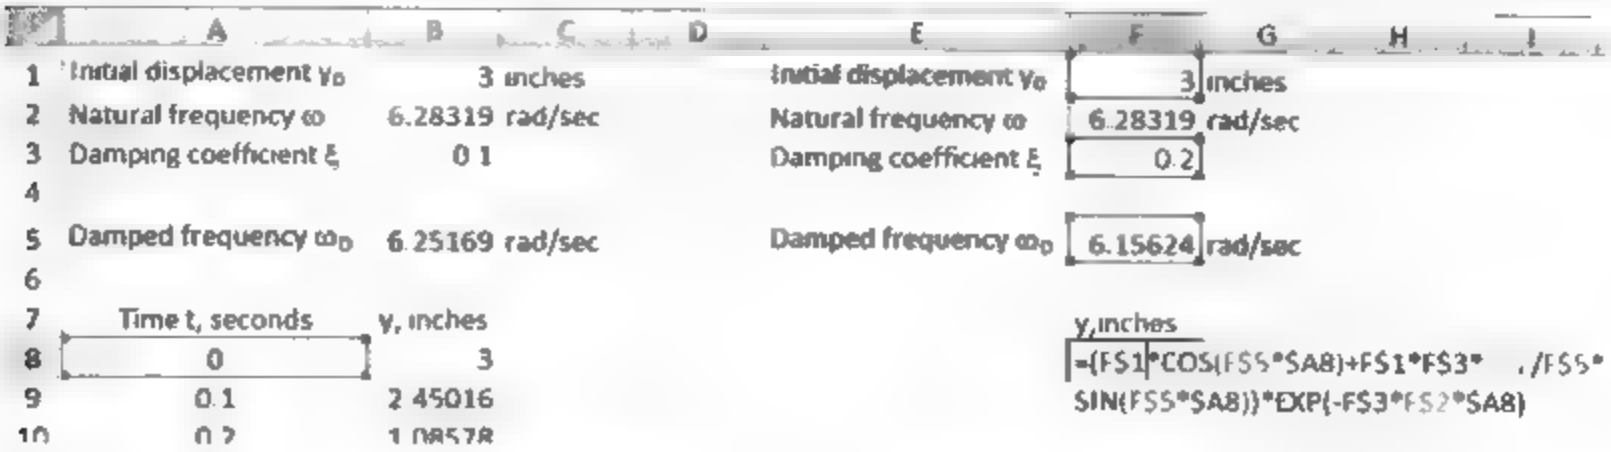 A B C D E F G H I
1 Initial displacement y₀ 3 inches Initial displacement y₀ 3 inches
2 Natural frequency ω 6.28319 rad/sec Natural frequency ω 6.28319 rad/sec
3 Damping coefficient ξ 0.1 Damping coefficient ξ 0.2
4
5 Damped frequency ω_D 6.25169 rad/sec Damped frequency ω_D 6.15624 rad/sec
6
7 Time t, seconds y, inches y,inches
8 0 3 =(F$1*COS(F$5*$A8)+F$1*F$3* /F$5*
9 0.1 2.45016 SIN(F$5*$A8))*EXP(-F$3*F$2*$A8)
10 0.2 1.08578